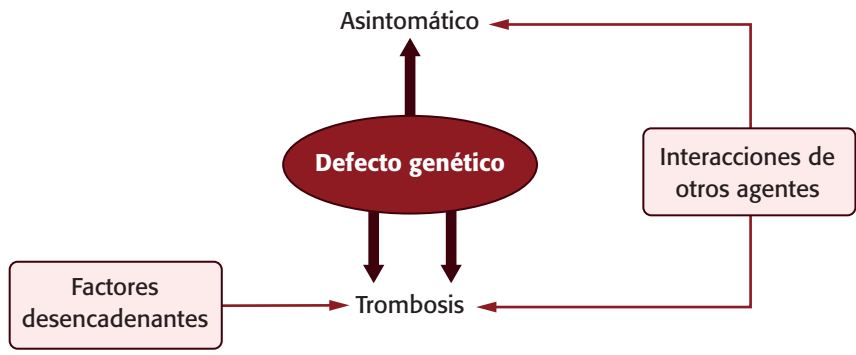 Asintomático
Defecto genético
Interacciones de
otros agentes
Factores
desencadenantes
Trombosis